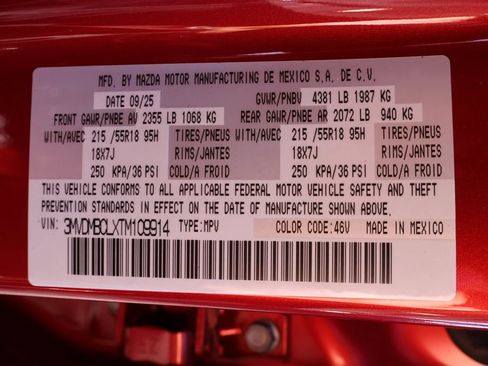 MFD. BY MAZDA MOTOR MANUFACTURING DE MEXICO S.A. DE C.V.
DATE 09/25 GVWR/PNBV 4381 LB 1987 KG
FRONT GAWR/PNBE AV 2355 LB 1068 KG REAR GAWR/PNBE AR 2072 LB 940 KG
WITH/AVEC 215 /55R18 95H TIRES/PNEUS WITH/AVEC 215 /55R18 95H TIRES/PNEUS
18X7J RIMS/JANTES 18X7J RIMS/JANTES
250 KPA/36 PSI COLD/A FROID 250 KPA/36 PSI COLD/A FROID
THIS VEHICLE CONFORMS TO ALL APPLICABLE FEDERAL MOTOR VEHICLE SAFETY AND THEFT
PREVENTION STANDARDS IN EFFECT ON THE DATE OF MANUFACTURE SHOWN ABOVE.
VIN: 3MVDMBCLXTM109914 TYPE:MPV COLOR CODE:46V MADE IN MEXICO